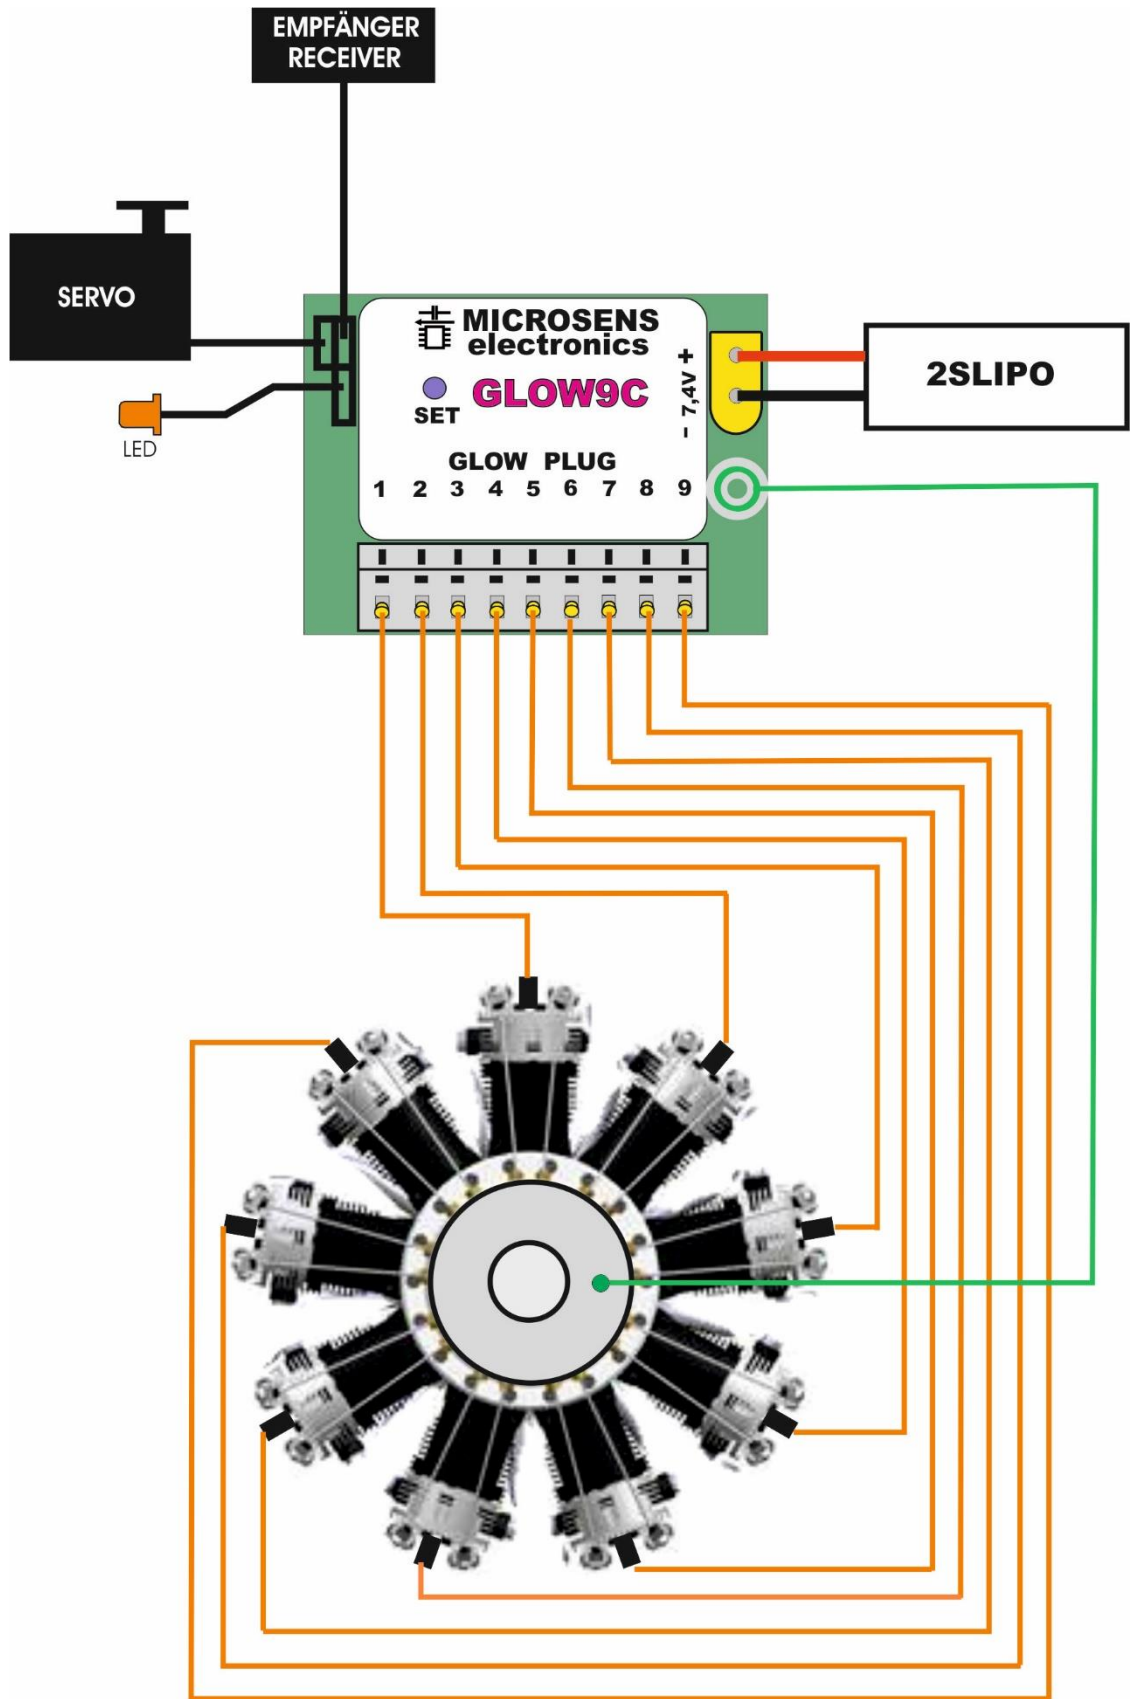 EMPFÄNGER
RECEIVER
SERVO
LED
MICROSENS
electronics
SET
GLOW9C
- 7,4V +
2SLIPO
GLOW PLUG
1 2 3 4 5 6 7 8 9